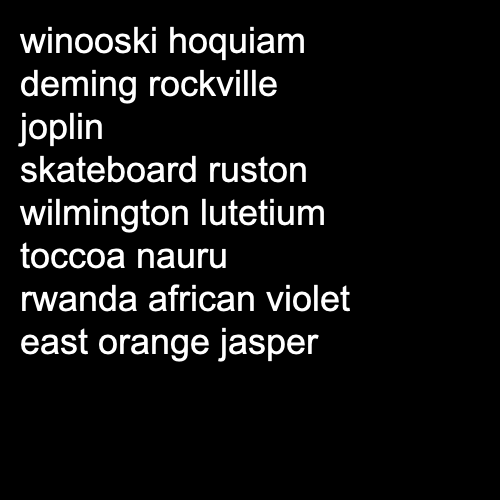 winooski hoquiam
deming rockville
joplin
skateboard ruston
wilmington lutetium
toccoa nauru
rwanda african violet
east orange jasper